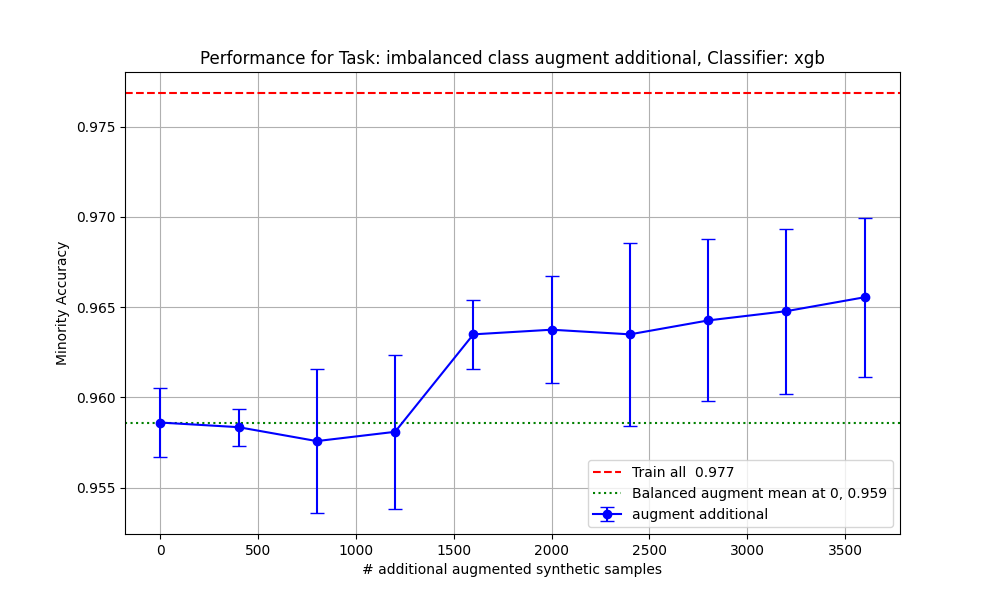 Performance for Task: imbalanced class augment additional, Classifier: xgb
Minority Accuracy
0.975
0.970
0.965
0.960
0.955
Train all  0.977
Balanced augment mean at 0, 0.959
augment additional
0 500 1000 1500 2000 2500 3000 3500
# additional augmented synthetic samples